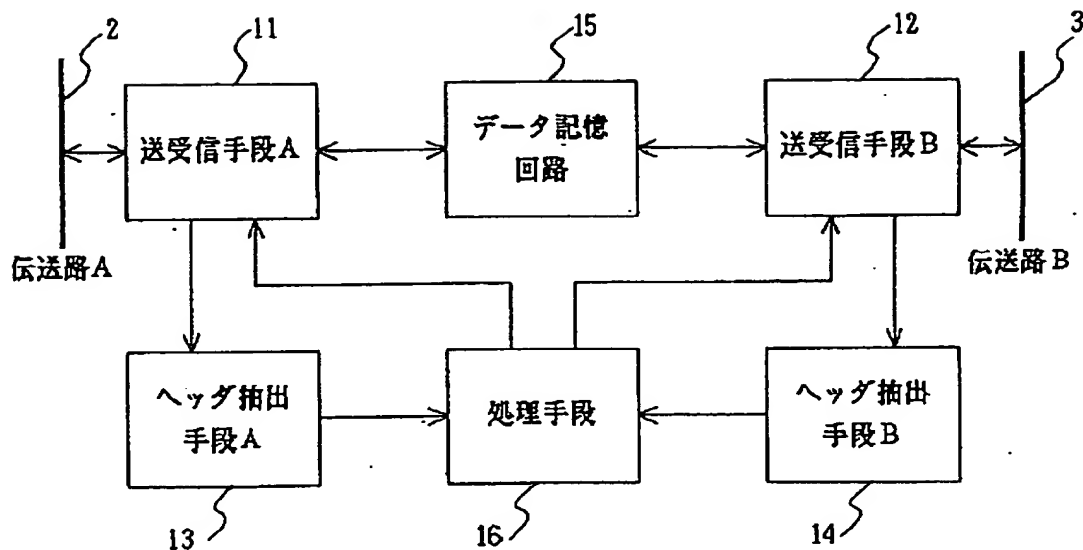 2
11
15
12
3
送受信手段A
データ記憶
回路
送受信手段B
伝送路A
伝送路B
ヘッダ抽出
手段A
処理手段
ヘッダ抽出
手段B
13
16
14